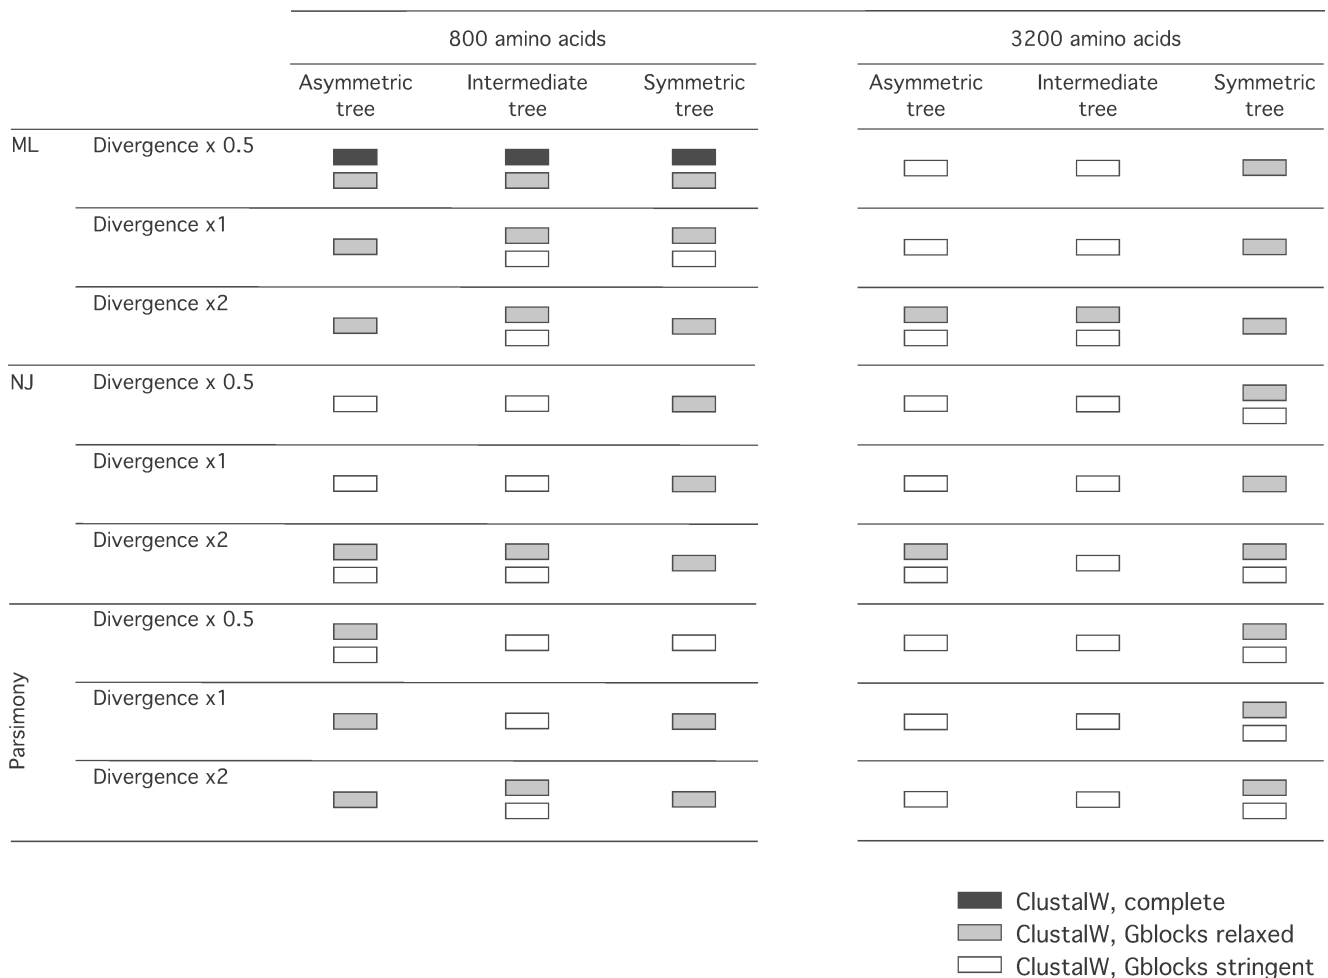 800 amino acids 3200 amino acids
Asymmetric Intermediate Symmetric Asymmetric Intermediate Symmetric
tree tree tree tree tree tree
ML Divergence x 0.5
Divergence x1
Divergence x2
NJ Divergence x 0.5
Divergence x1
Divergence x2
Parsimony Divergence x 0.5
Divergence x1
Divergence x2
ClustalW, complete
ClustalW, Gblocks relaxed
ClustalW, Gblocks stringent